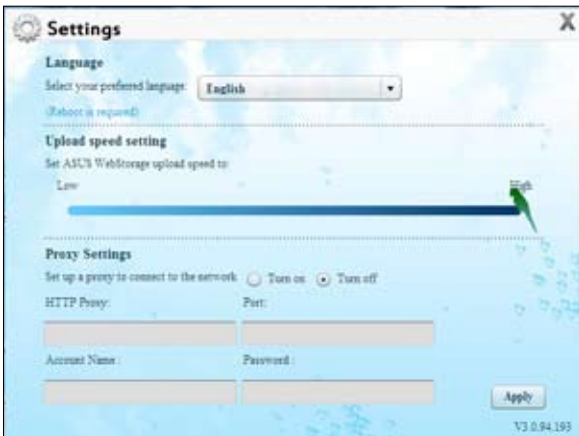 Settings
X
Language
Select your preferred language:
English
(Reboot is required)
Upload speed setting
Set ASUS WebStorage upload speed to:
Low
High
Proxy Settings
Set up a proxy to connect to the network
Turn on
Turn off
HTTP Proxy:
Port:
Account Name :
Password :
Apply
V3.0.94.193